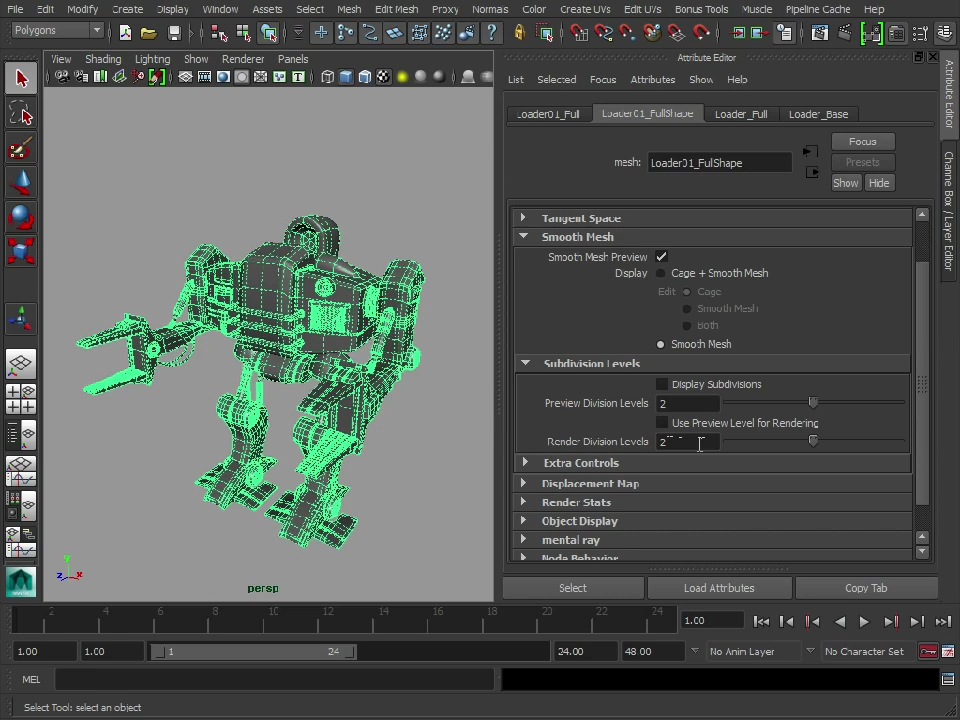 File Edit Modify Create Display Window Assets Select Mesh Edit Mesh Proxy Normals Color Create UVs Edit UVs Bonus Tools Muscle Pipeline Cache Help
Polygons
View Shading Lighting Show Renderer Panels
Attribute Editor
List Selected Focus Attributes Show Help
Loader01_Full Loader01_FullShape Loader_Full Loader_Base
mesh: Loader01_FullShape
Focus
Presets
Show Hide
Tangent Space
Smooth Mesh
Smooth Mesh Preview
Display Cage + Smooth Mesh
Edit Cage
Smooth Mesh
Both
Smooth Mesh
Subdivision Levels
Display Subdivisions
Preview Division Levels 2
Use Preview Level for Rendering
Render Division Levels 2
Extra Controls
Displacement Map
Render Stats
Object Display
mental ray
Node Behavior
Select Load Attributes Copy Tab
Attribute Editor
Channel Box / Layer Editor
y
z x
persp
2 4 6 8 10 12 14 16 18 20 22 24
1.00
1.00 1.00 1 24 24.00 48.00 No Anim Layer No Character Set
MEL
Select Tool: select an object